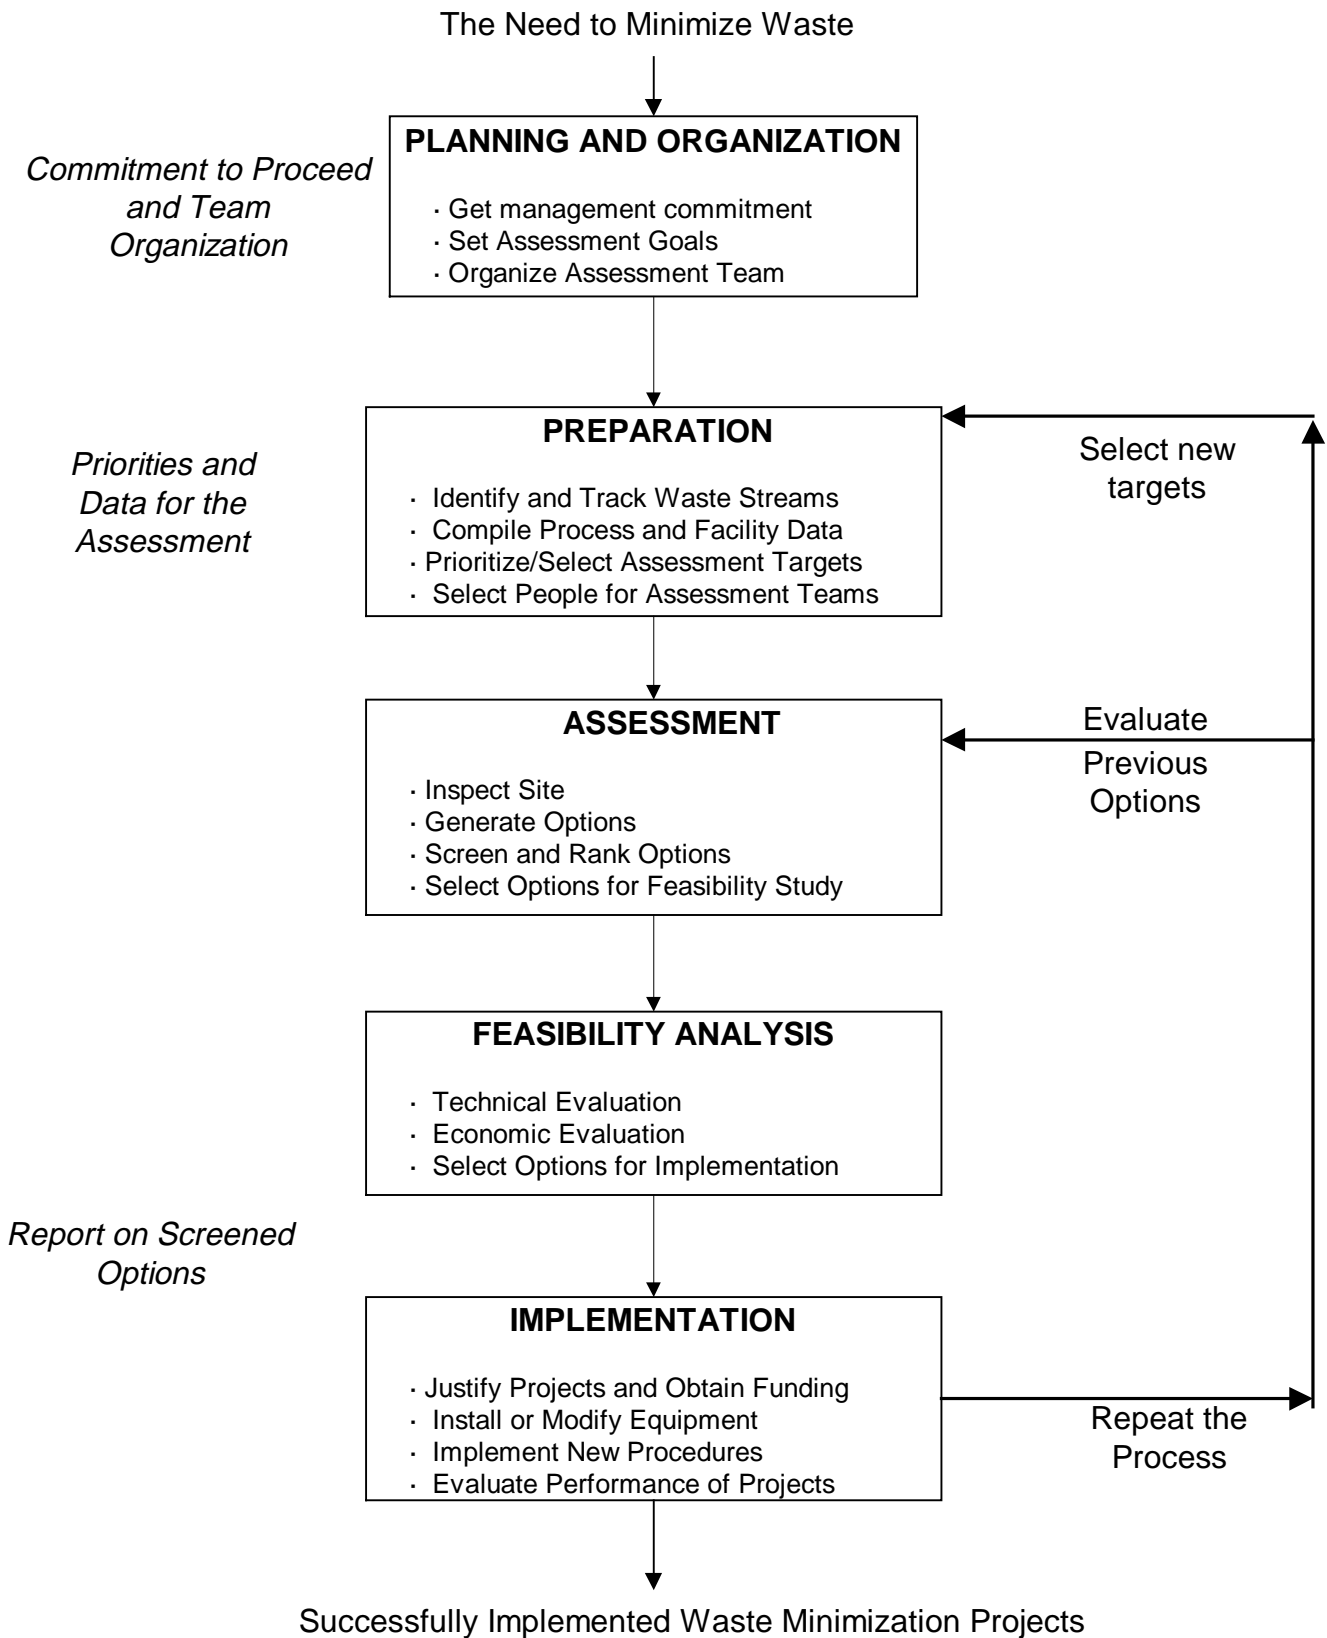 The Need to Minimize Waste
PLANNING AND ORGANIZATION
· Get management commitment
· Set Assessment Goals
· Organize Assessment Team
Commitment to Proceed
and Team
Organization
PREPARATION
· Identify and Track Waste Streams
· Compile Process and Facility Data
· Prioritize/Select Assessment Targets
· Select People for Assessment Teams
Priorities and
Data for the
Assessment
Select new
targets
ASSESSMENT
· Inspect Site
· Generate Options
· Screen and Rank Options
· Select Options for Feasibility Study
Evaluate
Previous
Options
FEASIBILITY ANALYSIS
· Technical Evaluation
· Economic Evaluation
· Select Options for Implementation
Report on Screened
Options
IMPLEMENTATION
· Justify Projects and Obtain Funding
· Install or Modify Equipment
· Implement New Procedures
· Evaluate Performance of Projects
Repeat the
Process
Successfully Implemented Waste Minimization Projects